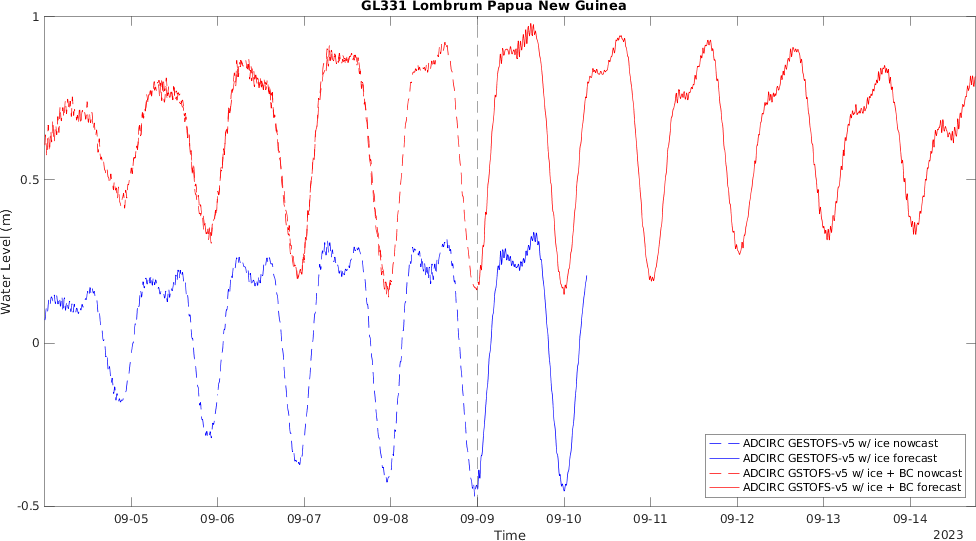 GL331 Lombrum Papua New Guinea
Water Level (m)
1
0.5
0
-0.5
09-05 09-06 09-07 09-08 09-09 09-10 09-11 09-12 09-13 09-14
Time
2023
ADCIRC GESTOFS-v5 w/ ice nowcast
ADCIRC GESTOFS-v5 w/ ice forecast
ADCIRC GSTOFS-v5 w/ ice + BC nowcast
ADCIRC GSTOFS-v5 w/ ice + BC forecast